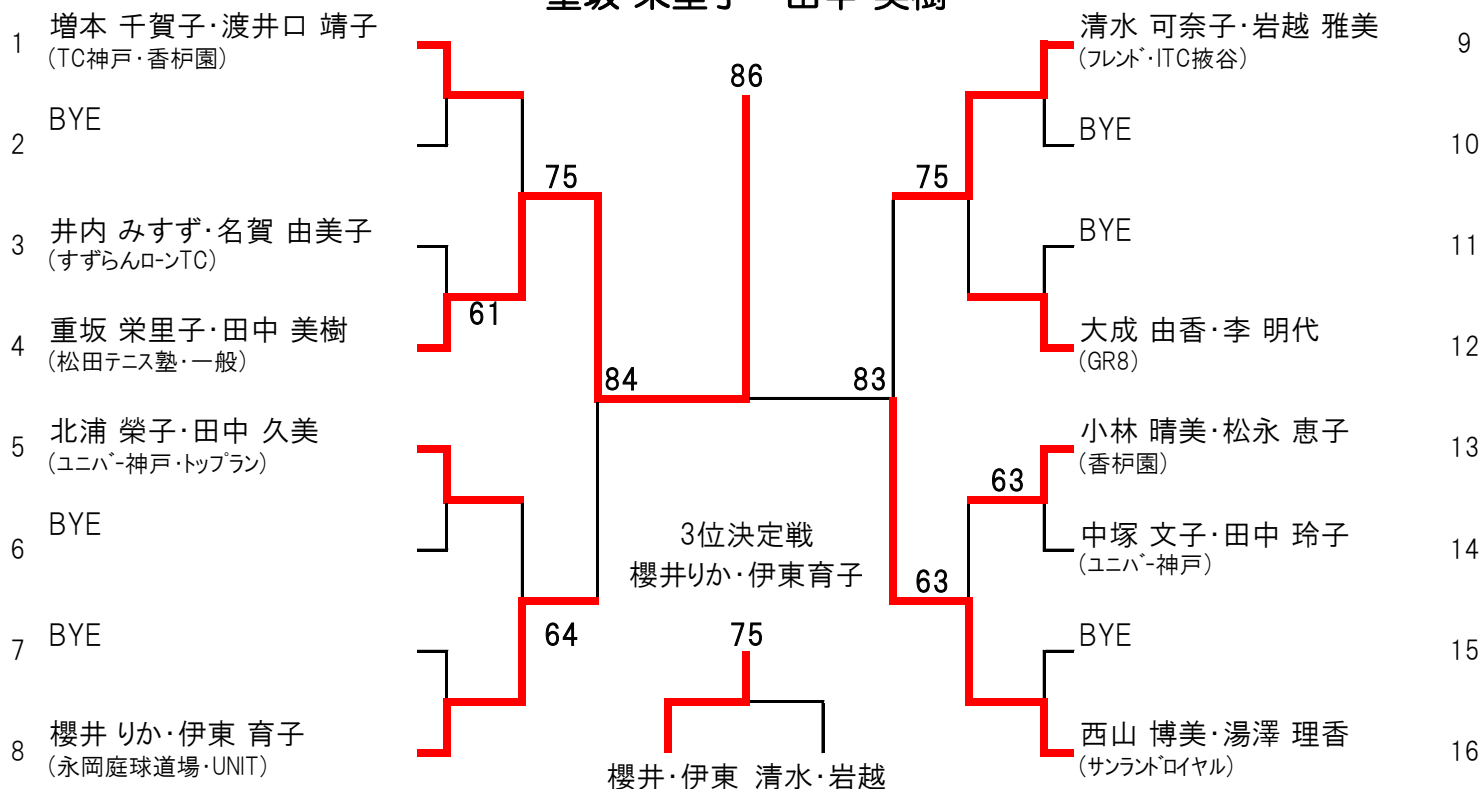 重坂 栄里子・田中 美樹
1 増本 千賀子・渡井口 靖子
(TC神戸・香枦園)
2 BYE
3 井内 みすず・名賀 由美子
(すずらんローンTC)
4 重坂 栄里子・田中 美樹
(松田テニス塾・一般)
5 北浦 榮子・田中 久美
(ユニバー神戸・トップラン)
6 BYE
7 BYE
8 櫻井 りか・伊東 育子
(永岡庭球道場・UNIT)
61
75
64
84
86
83
75
63
63
3位決定戦
櫻井りか・伊東育子
75
櫻井・伊東 清水・岩越
清水 可奈子・岩越 雅美 9
(フレンド・ITC掖谷)
BYE 10
BYE 11
大成 由香・李 明代 12
(GR8)
小林 晴美・松永 恵子 13
(香枦園)
中塚 文子・田中 玲子 14
(ユニバー神戸)
BYE 15
西山 博美・湯澤 理香 16
(サンランドロイヤル)